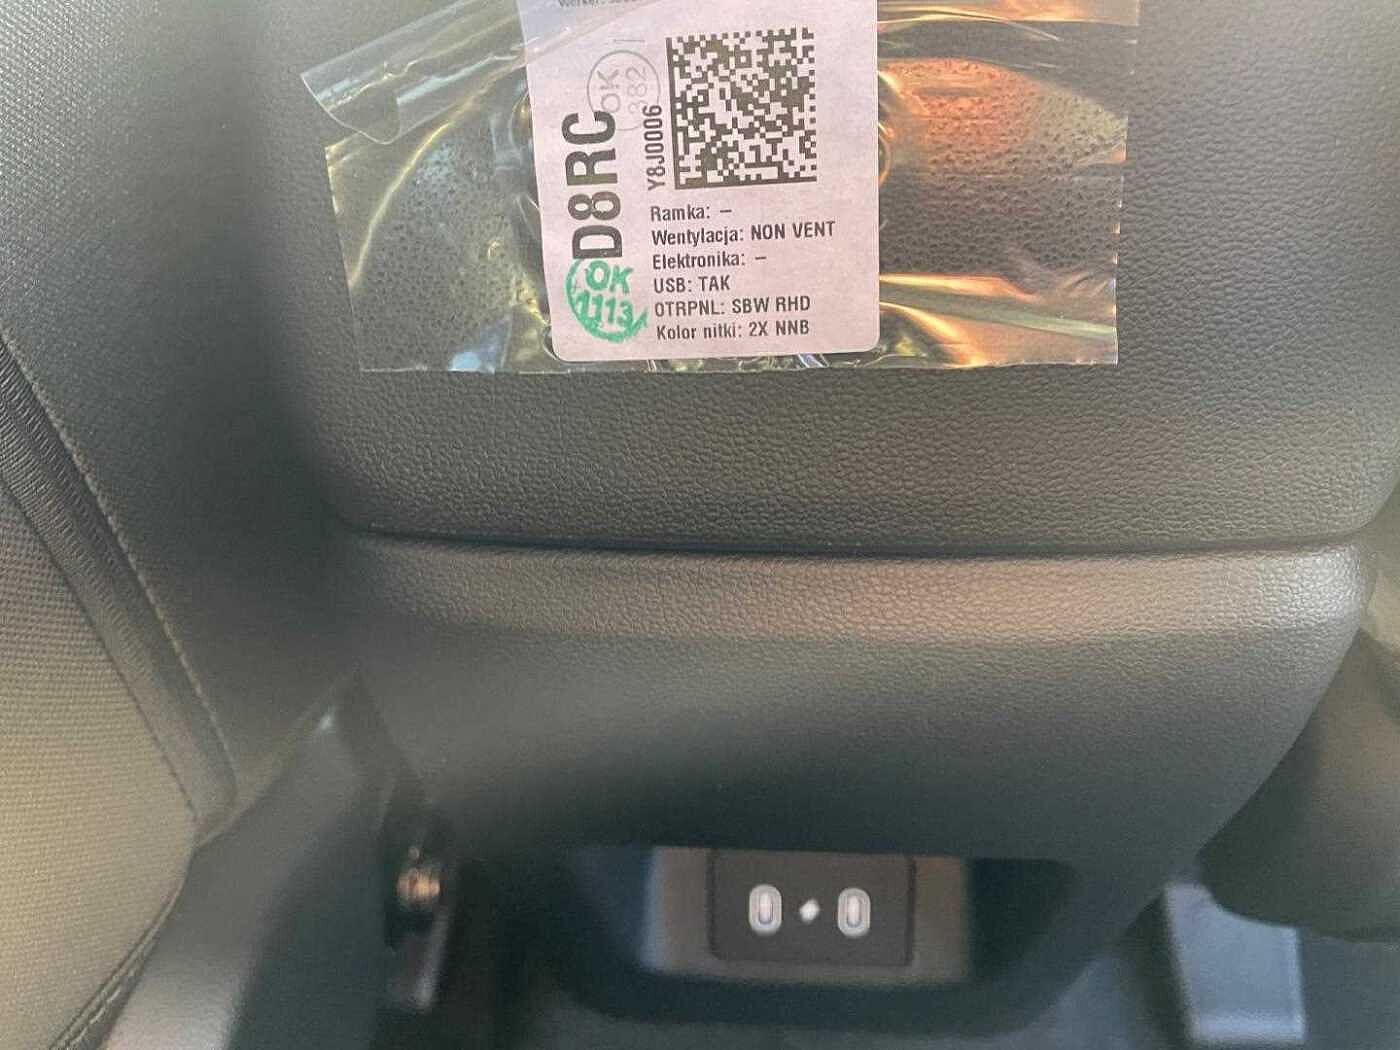 OK
382
D8RC
Y8J0006
Ramka: –
Wentylacja: NON VENT
Elektronika: –
USB: TAK
OTRPNL: SBW RHD
Kolor nitki: 2X NNB
OK
1113